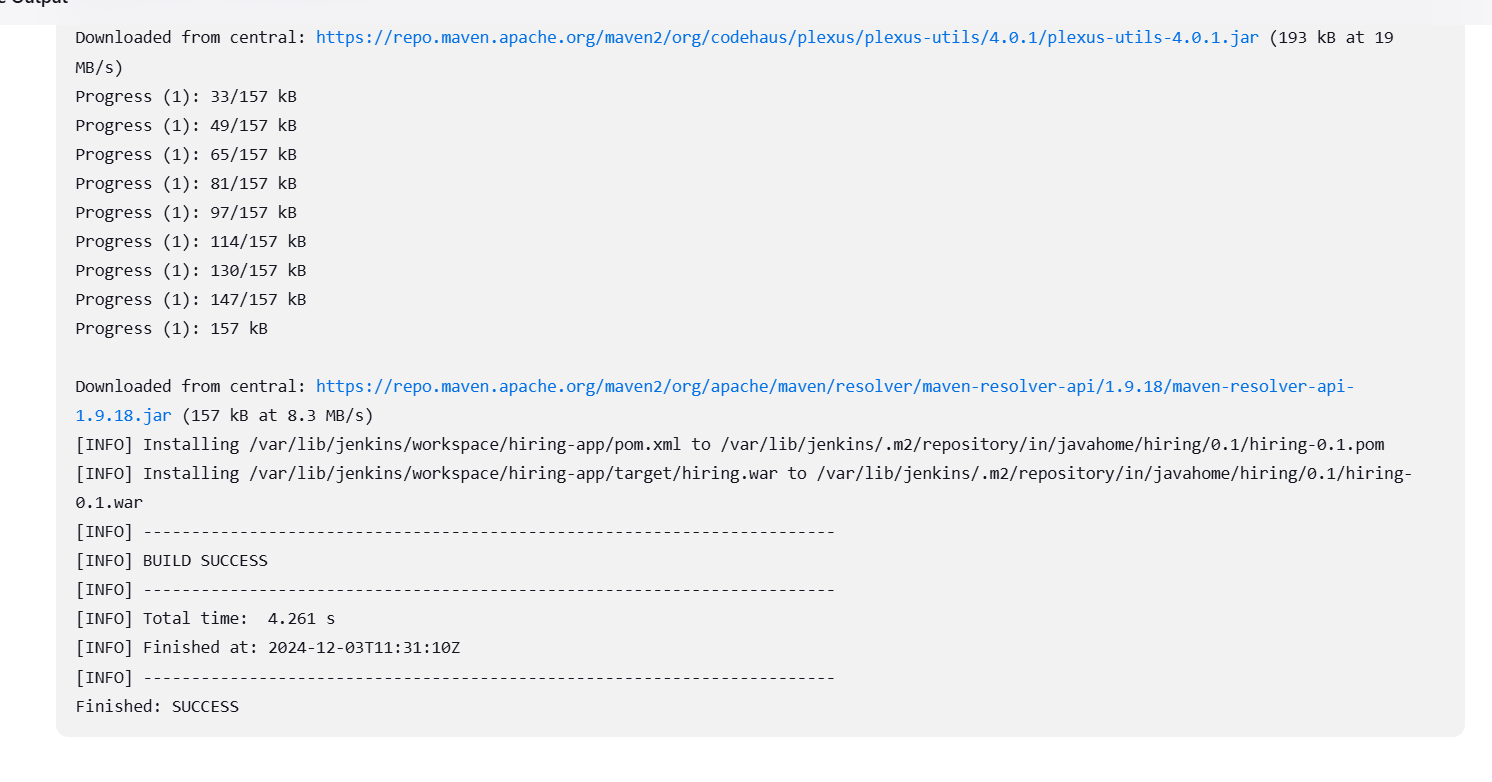 Output
Downloaded from central: https://repo.maven.apache.org/maven2/org/codehaus/plexus/plexus-utils/4.0.1/plexus-utils-4.0.1.jar (193 kB at 19
MB/s)
Progress (1): 33/157 kB
Progress (1): 49/157 kB
Progress (1): 65/157 kB
Progress (1): 81/157 kB
Progress (1): 97/157 kB
Progress (1): 114/157 kB
Progress (1): 130/157 kB
Progress (1): 147/157 kB
Progress (1): 157 kB
Downloaded from central: https://repo.maven.apache.org/maven2/org/apache/maven/resolver/maven-resolver-api/1.9.18/maven-resolver-api-
1.9.18.jar (157 kB at 8.3 MB/s)
[INFO] Installing /var/lib/jenkins/workspace/hiring-app/pom.xml to /var/lib/jenkins/.m2/repository/in/javahome/hiring/0.1/hiring-0.1.pom
[INFO] Installing /var/lib/jenkins/workspace/hiring-app/target/hiring.war to /var/lib/jenkins/.m2/repository/in/javahome/hiring/0.1/hiring-
0.1.war
[INFO] ------------------------------------------------------------------------
[INFO] BUILD SUCCESS
[INFO] ------------------------------------------------------------------------
[INFO] Total time:  4.261 s
[INFO] Finished at: 2024-12-03T11:31:10Z
[INFO] ------------------------------------------------------------------------
Finished: SUCCESS